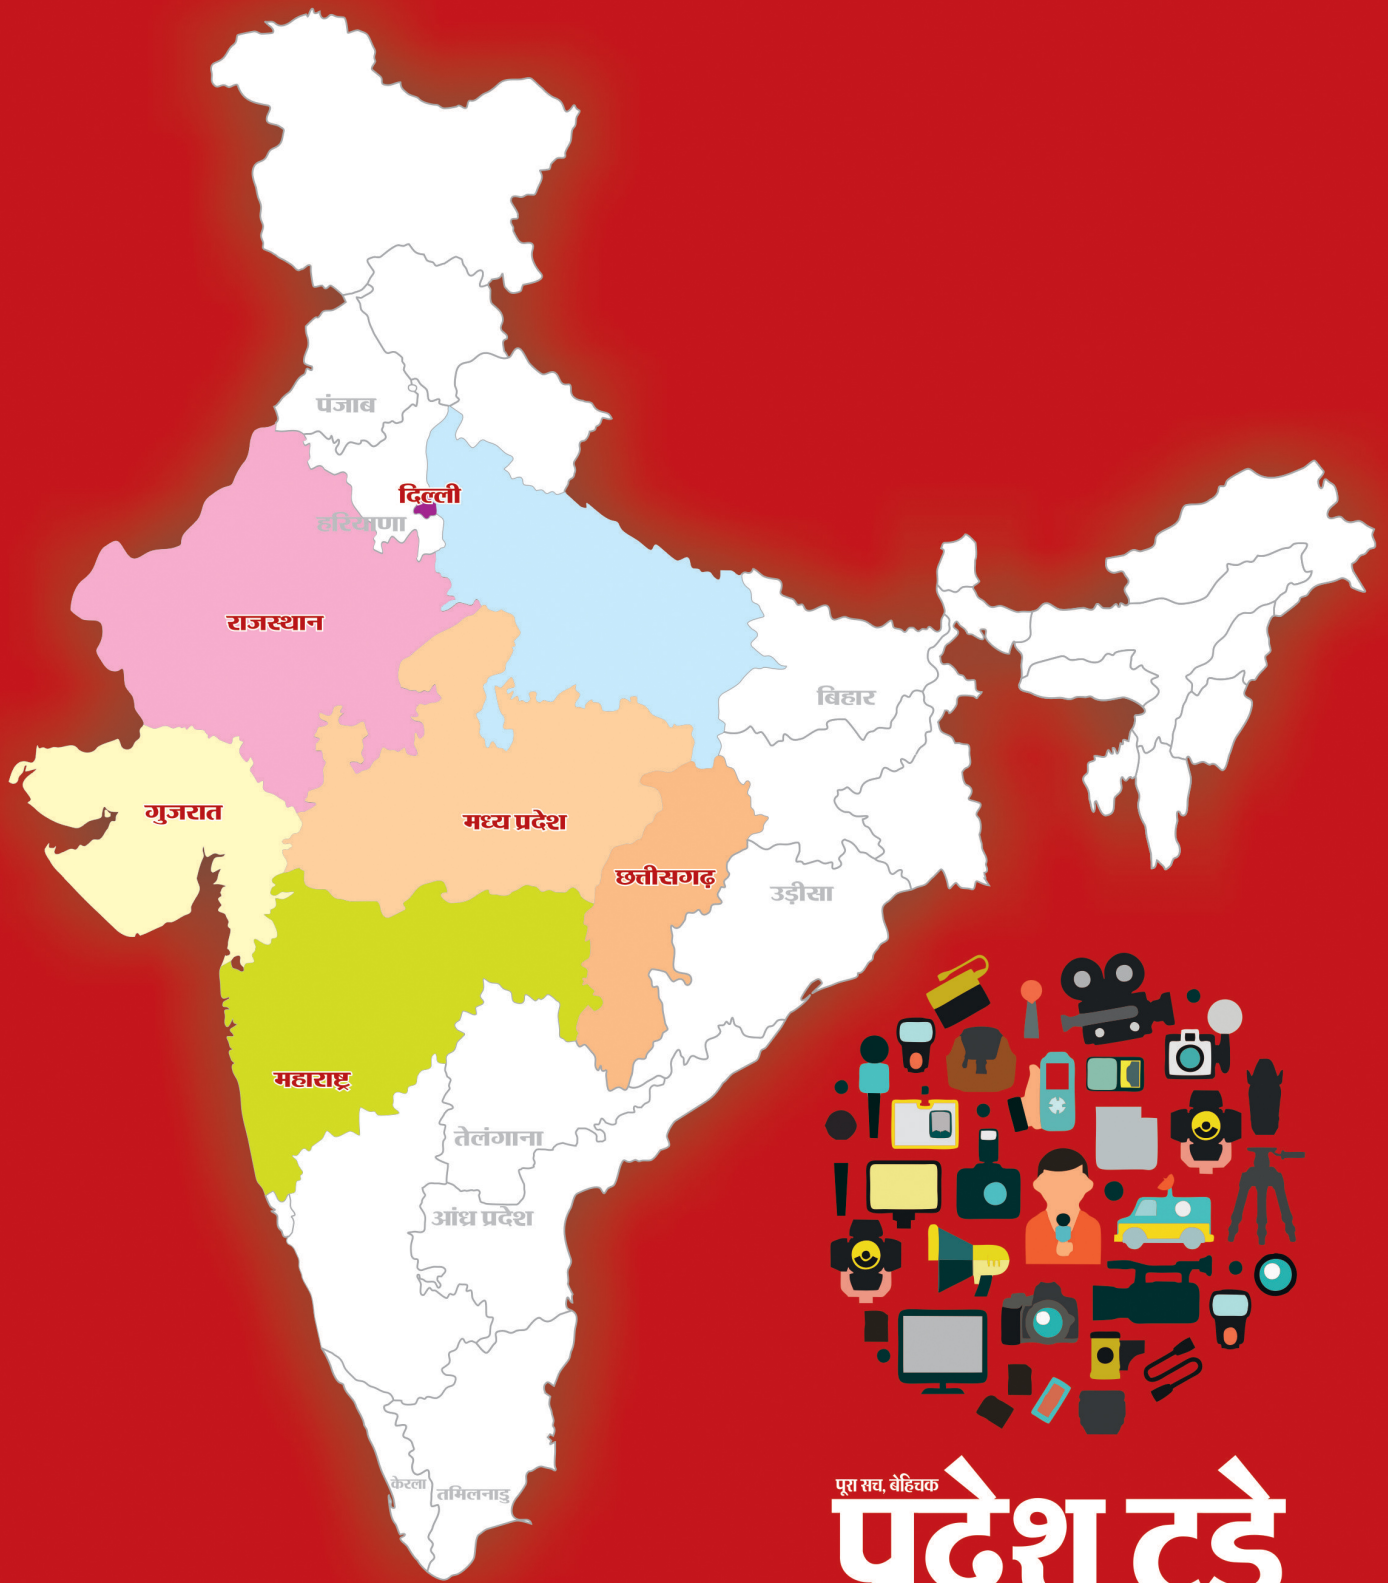 पंजाब
दिल्ली
हरियाणा
राजस्थान
बिहार
गुजरात
मध्य प्रदेश
छत्तीसगढ़
उड़ीसा
महाराष्ट्र
तेलंगाना
आंध्र प्रदेश
केरला
तमिलनाडु
पूरा सच, बेहिचक